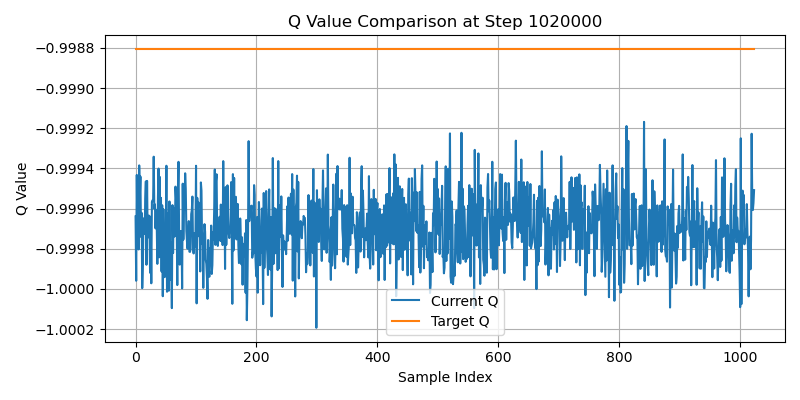 Q Value Comparison at Step 1020000
Q Value
−0.9988
−0.9990
−0.9992
−0.9994
−0.9996
−0.9998
−1.0000
−1.0002
Current Q
Target Q
0 200 400 600 800 1000
Sample Index